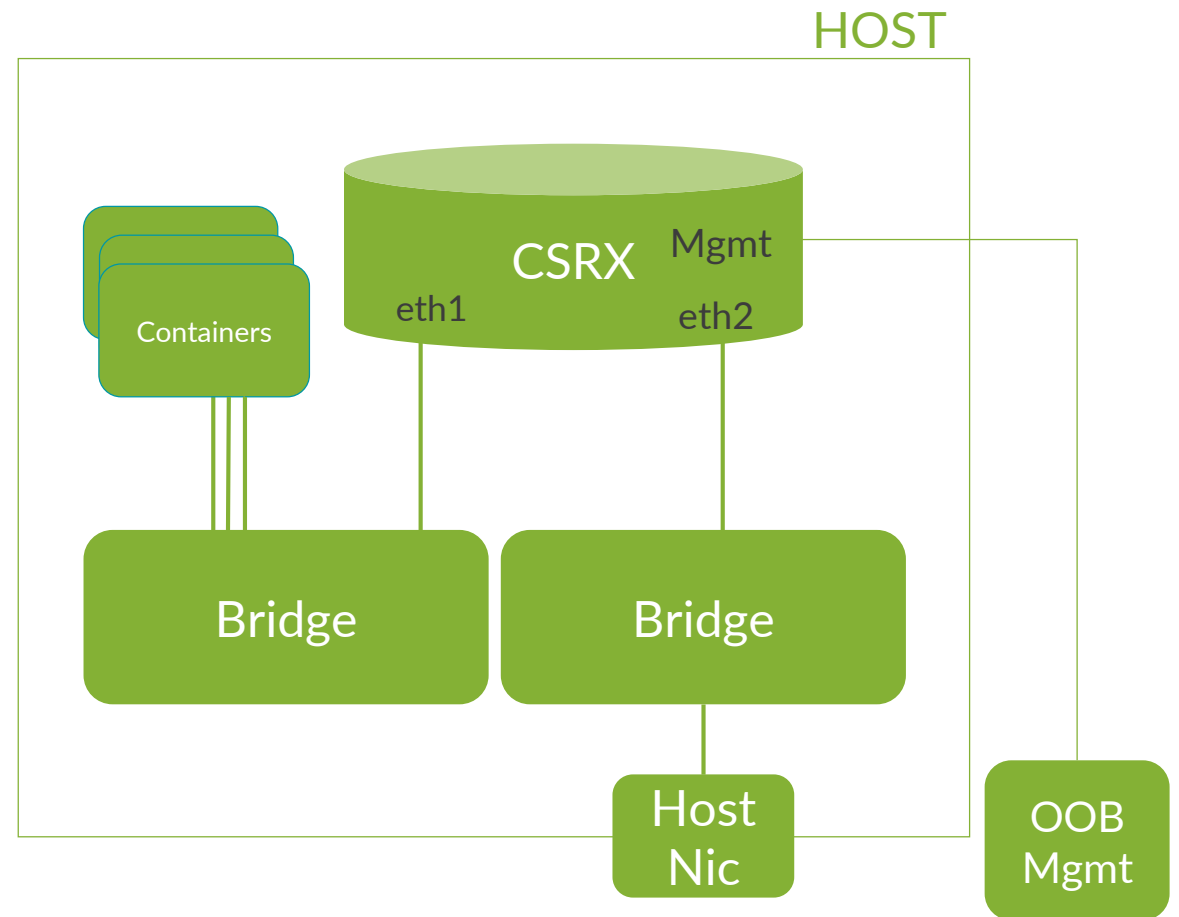 HOST
CSRX
Mgmt
eth1
eth2
Containers
Bridge
Bridge
Host
Nic
OOB
Mgmt